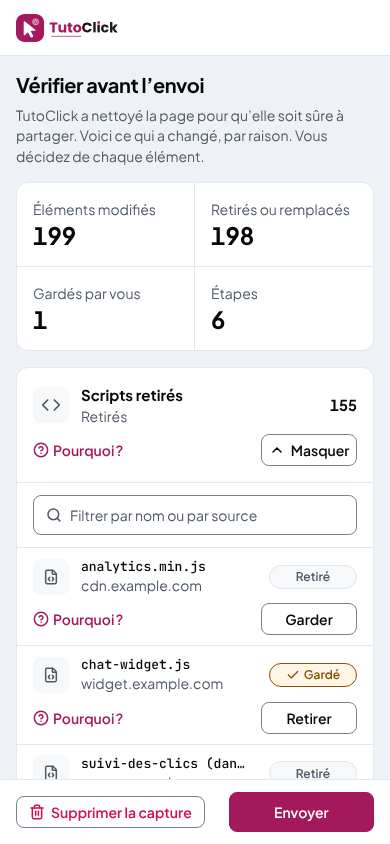 TutoClick
Vérifier avant l’envoi
TutoClick a nettoyé la page pour qu’elle soit sûre à
partager. Voici ce qui a changé, par raison. Vous
décidez de chaque élément.
Éléments modifiés
199
Retirés ou remplacés
198
Gardés par vous
1
Étapes
6
Scripts retirés
Retirés
155
Pourquoi ?
Masquer
Filtrer par nom ou par source
analytics.min.js
cdn.example.com
Retiré
Pourquoi ?
Garder
chat-widget.js
widget.example.com
Gardé
Pourquoi ?
Retirer
suivi-des-clics (dan…
Retiré
Supprimer la capture
Envoyer